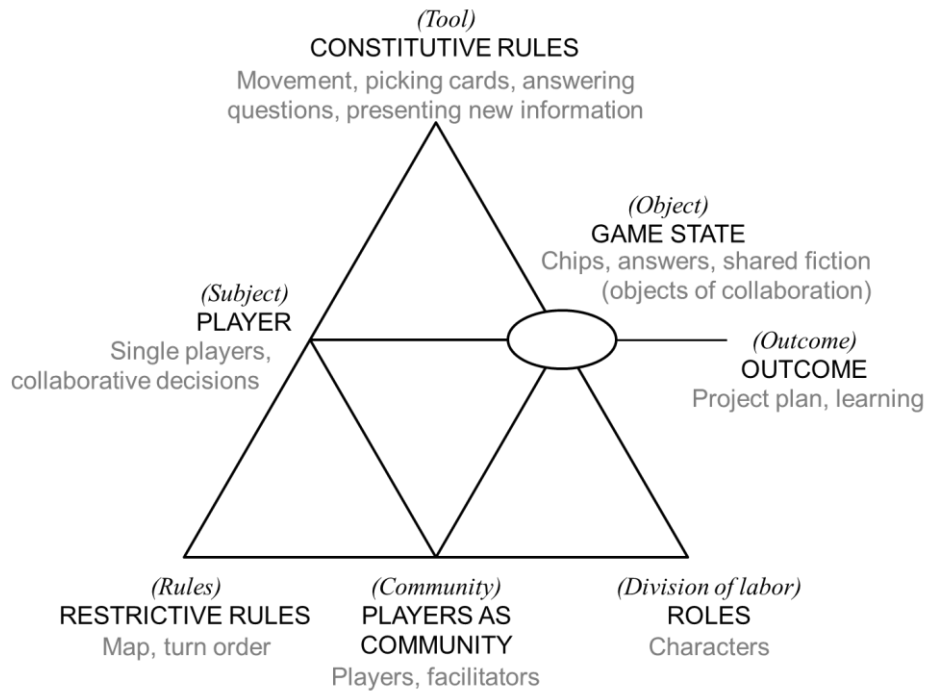 (Tool)
CONSTITUTIVE RULES
Movement, picking cards, answering
questions, presenting new information
(Object)
GAME STATE
Chips, answers, shared fiction
(objects of collaboration)
(Subject)
PLAYER
Single players,
collaborative decisions
(Outcome)
OUTCOME
Project plan, learning
(Rules)
RESTRICTIVE RULES
Map, turn order
(Community)
PLAYERS AS
COMMUNITY
Players, facilitators
(Division of labor)
ROLES
Characters